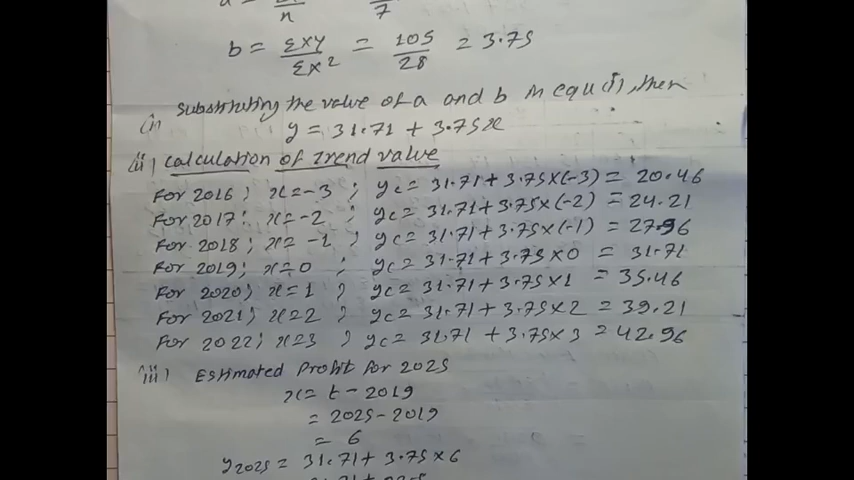 n 7
b = ΣXY / ΣX² = 105 / 28 = 3.75
(i) Substituting the value of a and b in equ (i), then
y = 31.71 + 3.75x
(ii) Calculation of Trend value
For 2016; x = -3 ; yc = 31.71 + 3.75 × (-3) = 20.46
For 2017; x = -2 ; yc = 31.71 + 3.75 × (-2) = 24.21
For 2018; x = -1 ; yc = 31.71 + 3.75 × (-1) = 27.96
For 2019; x = 0 ; yc = 31.71 + 3.75 × 0 = 31.71
For 2020; x = 1 ; yc = 31.71 + 3.75 × 1 = 35.46
For 2021; x = 2 ; yc = 31.71 + 3.75 × 2 = 39.21
For 2022; x = 3 ; yc = 31.71 + 3.75 × 3 = 42.96
iii) Estimated Profit for 2025
x = t - 2019
= 2025 - 2019
= 6
y2025 = 31.71 + 3.75 × 6